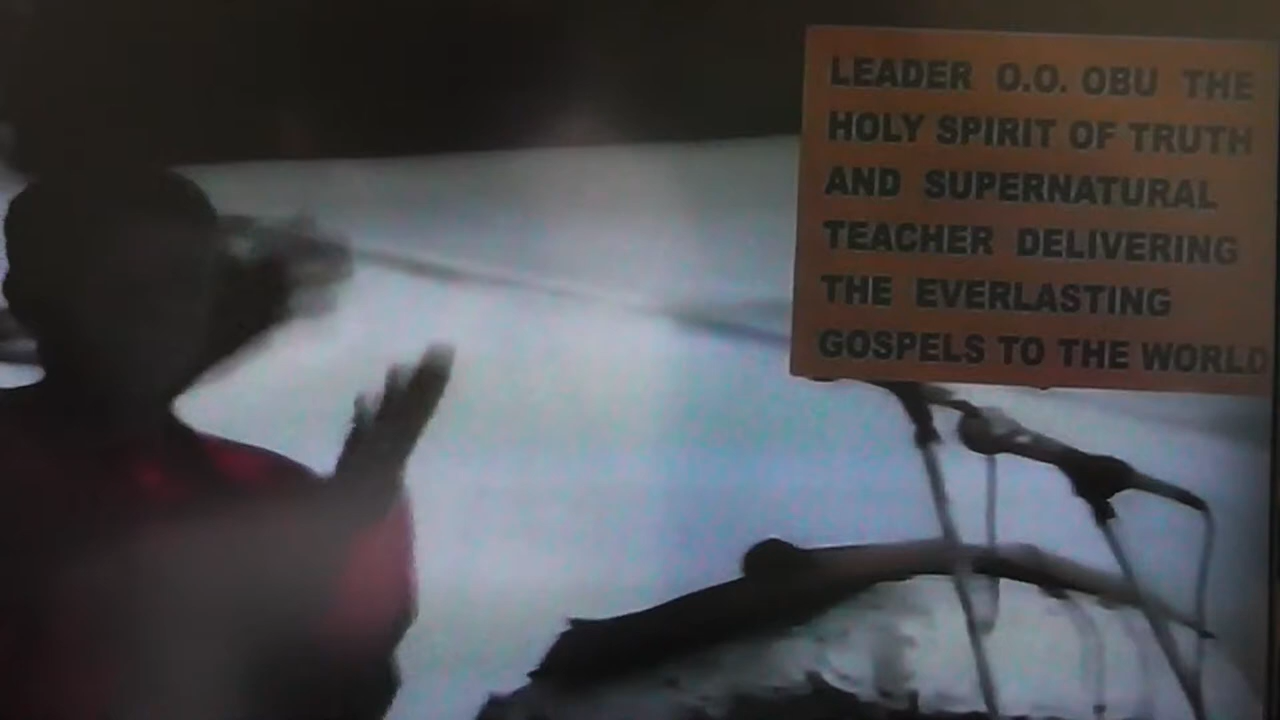 LEADER O.O. OBU THE
HOLY SPIRIT OF TRUTH
AND SUPERNATURAL
TEACHER DELIVERING
THE EVERLASTING
GOSPELS TO THE WORLD